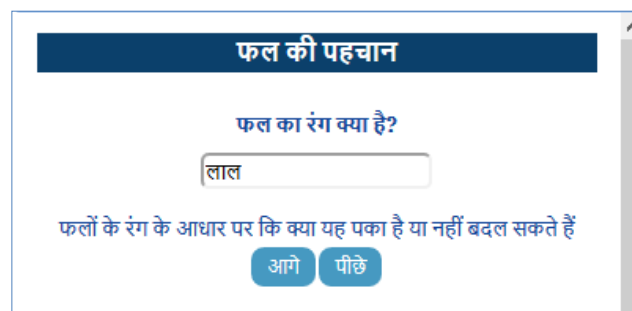 फल की पहचान
फल का रंग क्या है?
लाल
फलों के रंग के आधार पर कि क्या यह पका है या नहीं बदल सकते हैं
आगे पीछे